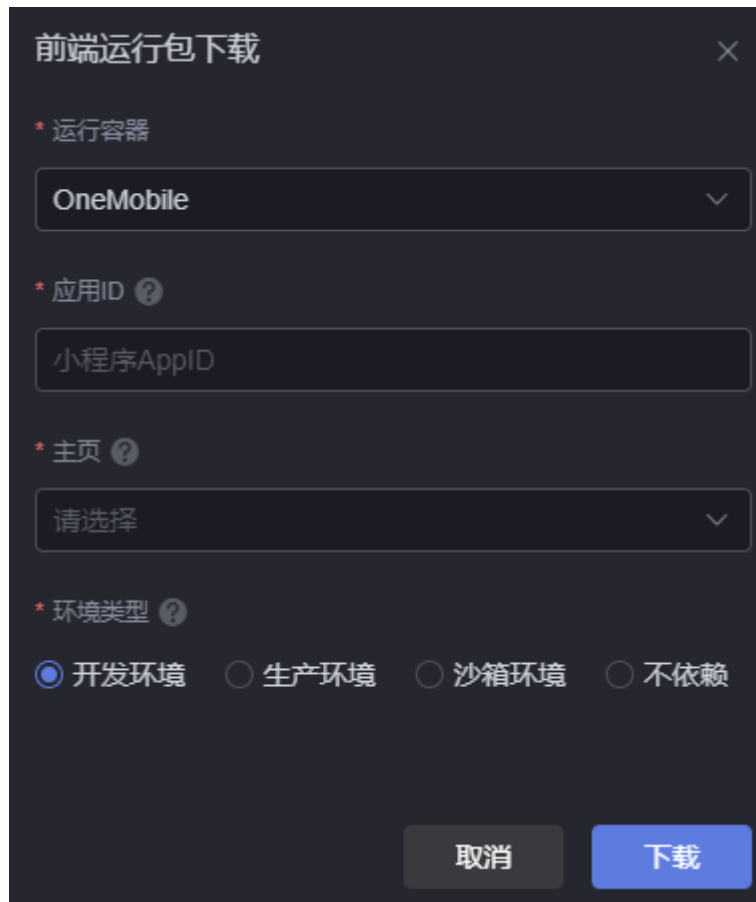 前端运行包下载
* 运行容器
OneMobile
* 应用ID ?
小程序AppID
* 主页 ?
请选择
* 环境类型 ?
开发环境 生产环境 沙箱环境 不依赖
取消 下载